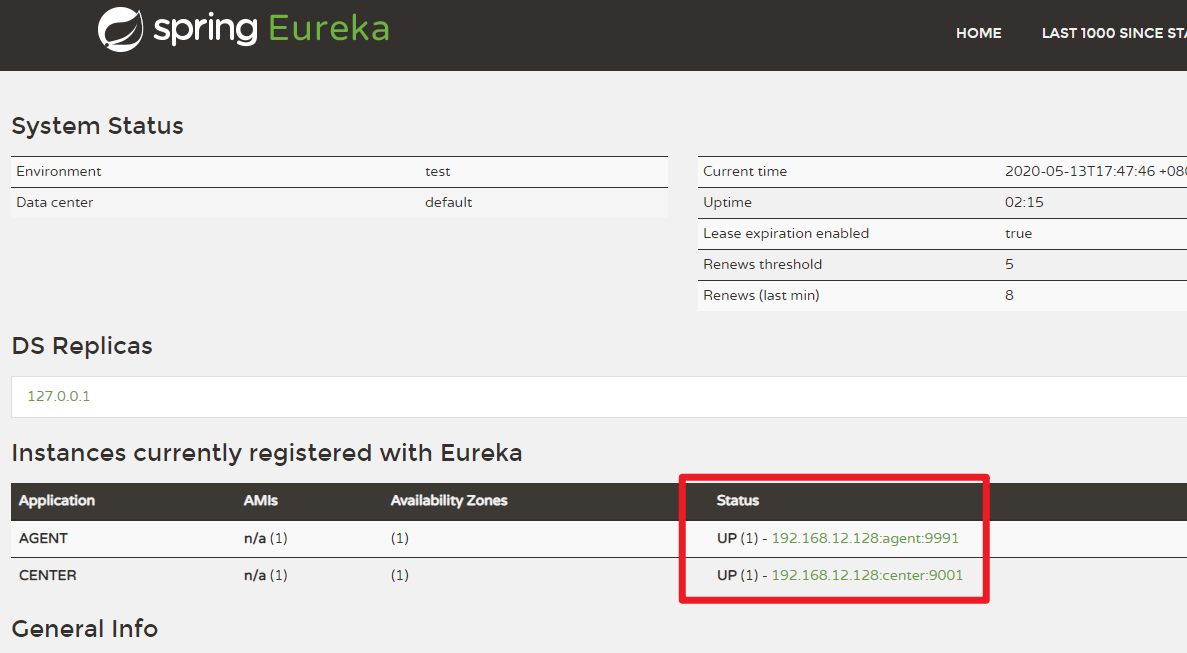 spring Eureka
HOME LAST 1000 SINCE STA
System Status
Environment test
Data center default
Current time 2020-05-13T17:47:46 +080
Uptime 02:15
Lease expiration enabled true
Renews threshold 5
Renews (last min) 8
DS Replicas
127.0.0.1
Instances currently registered with Eureka
Application AMIs Availability Zones Status
AGENT n/a (1) (1) UP (1) - 192.168.12.128:agent:9991
CENTER n/a (1) (1) UP (1) - 192.168.12.128:center:9001
General Info